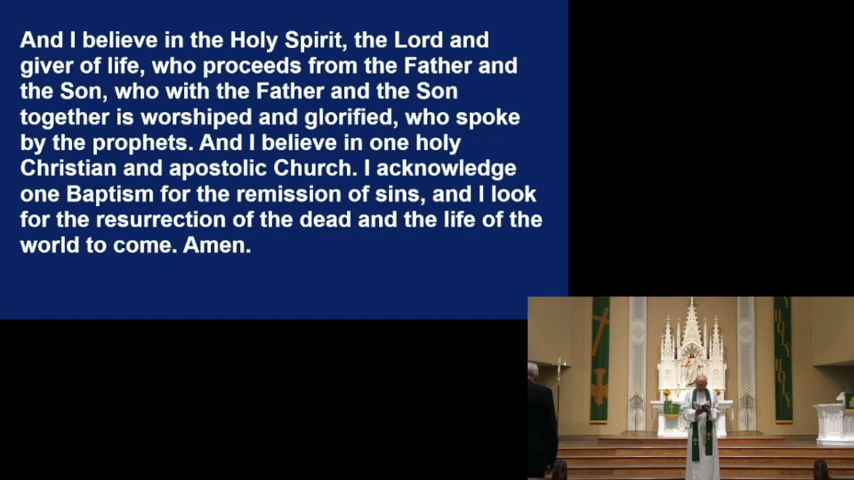 And I believe in the Holy Spirit, the Lord and
giver of life, who proceeds from the Father and
the Son, who with the Father and the Son
together is worshiped and glorified, who spoke
by the prophets. And I believe in one holy
Christian and apostolic Church. I acknowledge
one Baptism for the remission of sins, and I look
for the resurrection of the dead and the life of the
world to come. Amen.
HOLY
HOLY